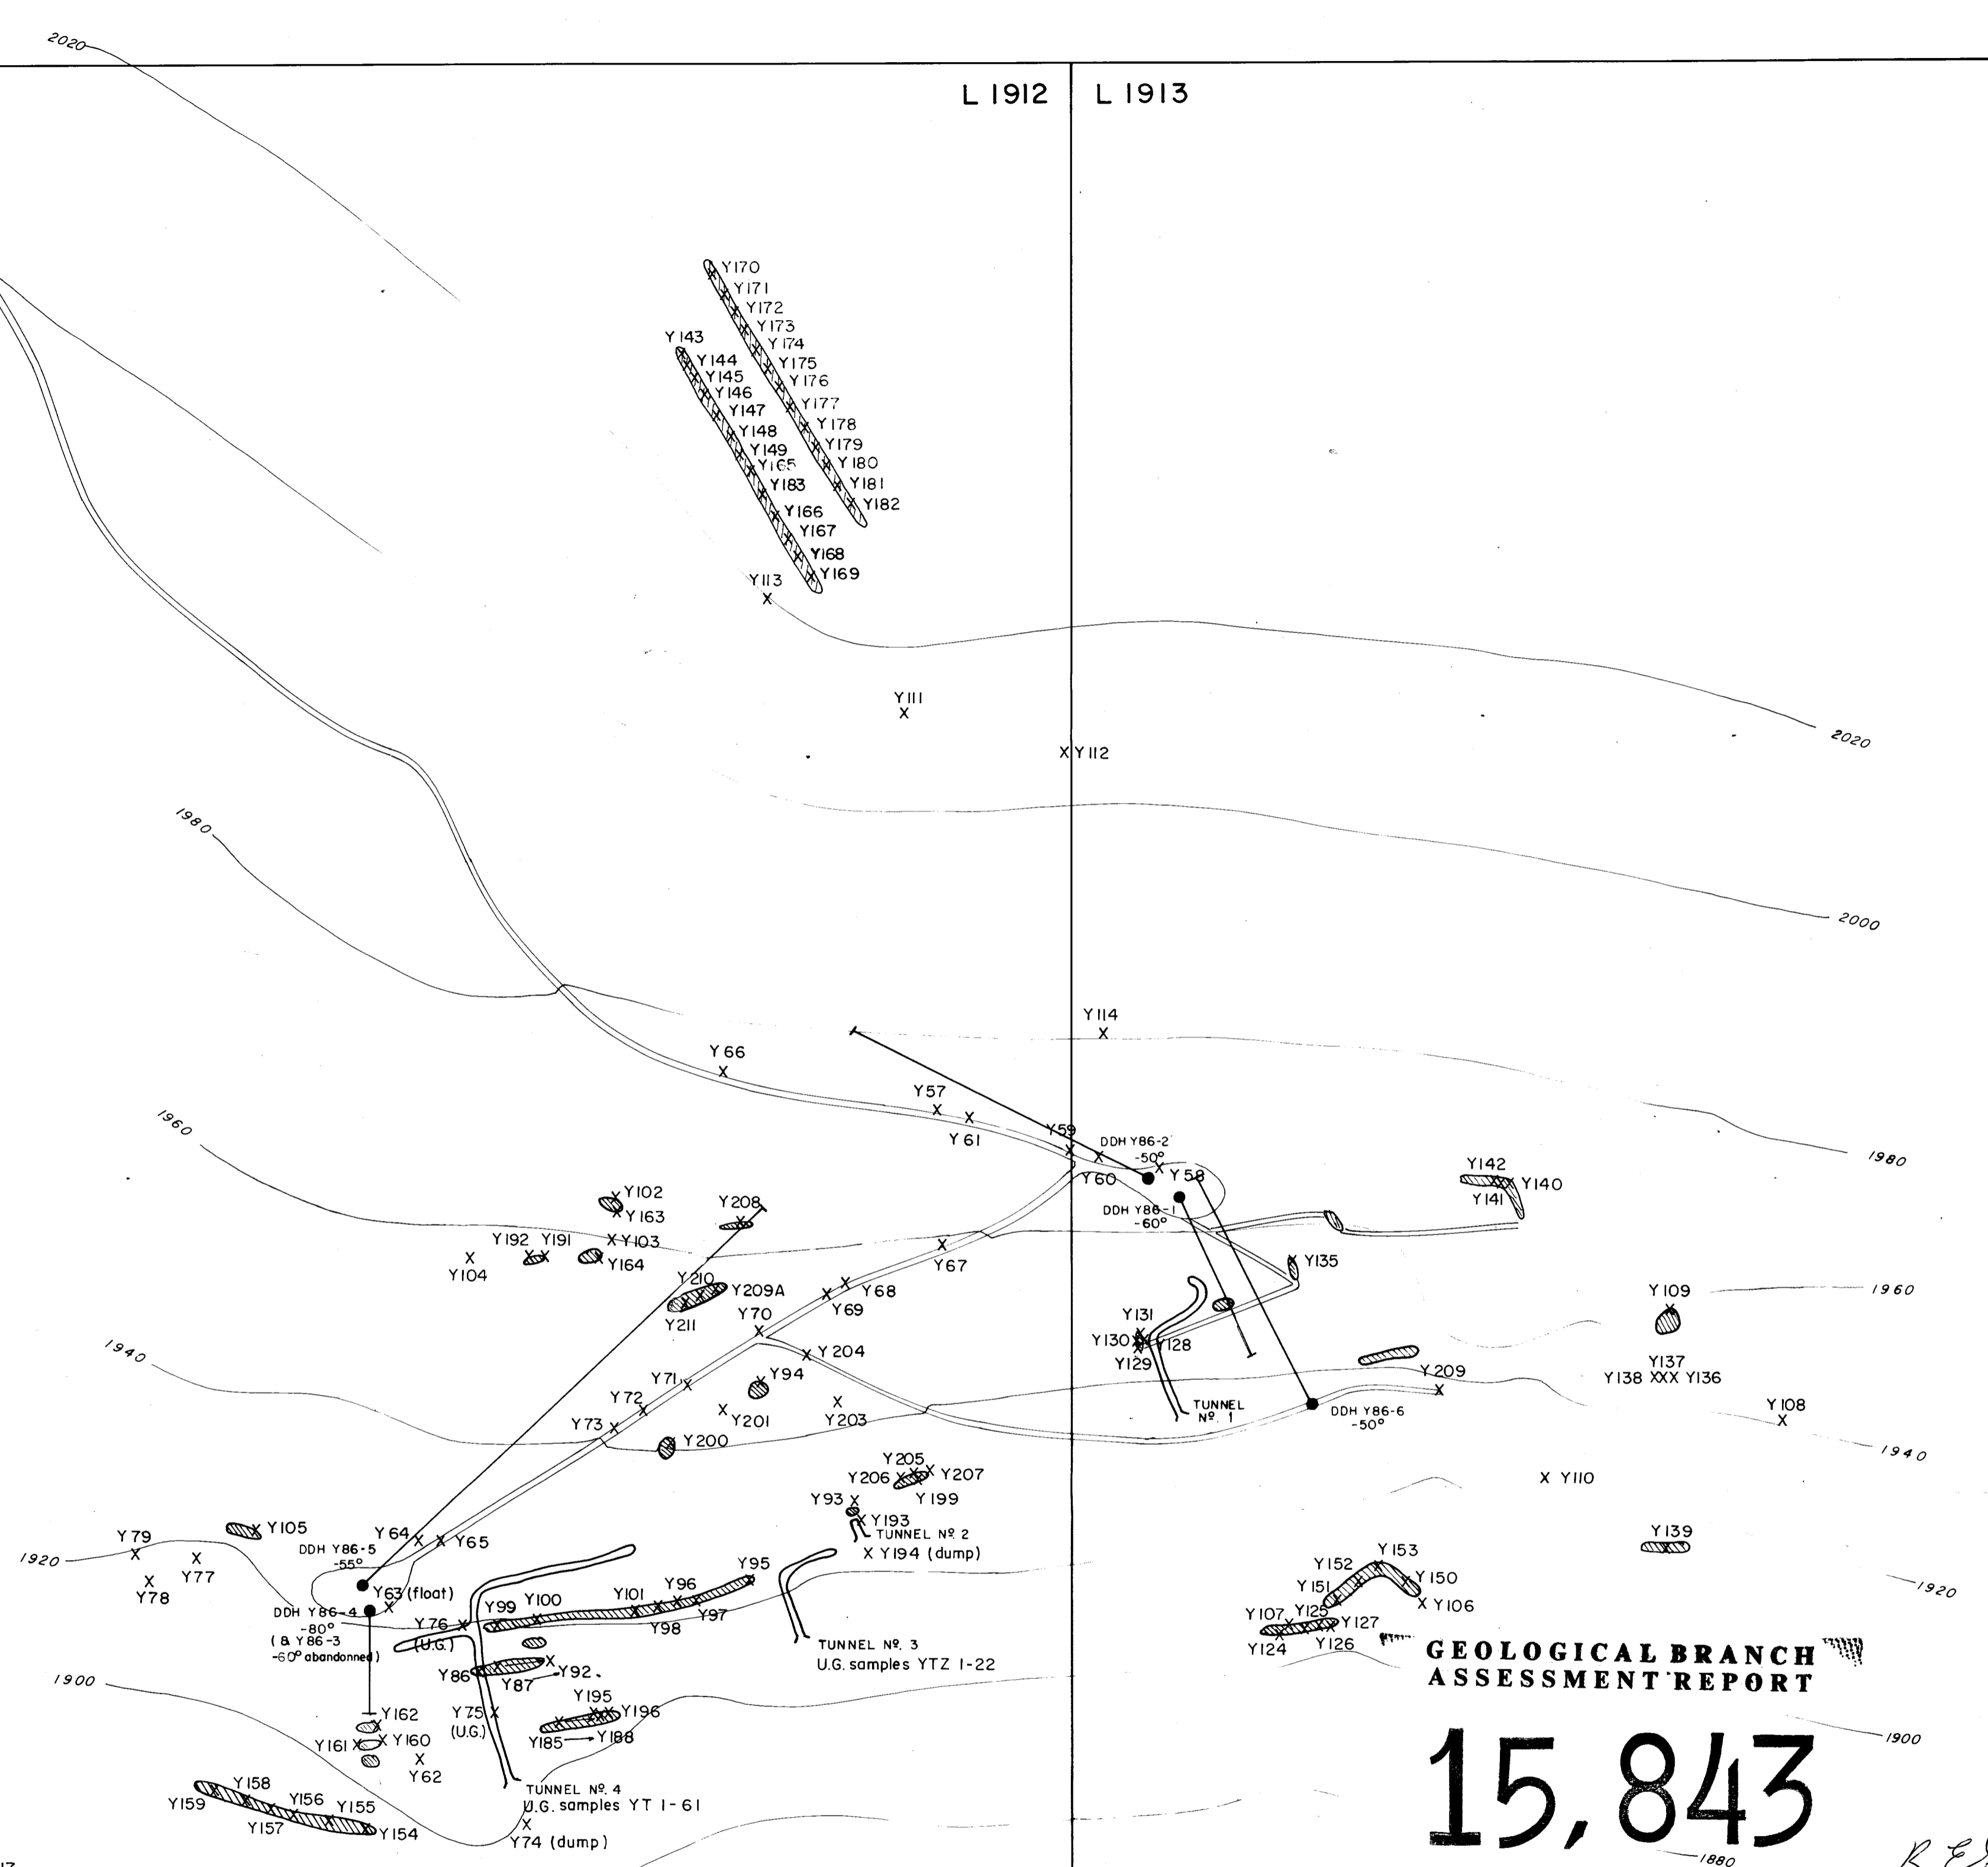 2020
L 1912
L 1913
Y170
Y171
Y172
Y173
Y174
Y175
Y176
Y177
Y178
Y179
Y180
Y181
Y182
Y143
Y144
Y145
Y146
Y147
Y148
Y149
Y165
Y183
Y166
Y167
Y168
Y169
Y113
Y111
Y112
2020
1980
2000
Y114
Y66
Y57
Y61
Y59
DDH Y86-2
-50°
Y60
Y58
DDH Y86-1
-60°
1960
1980
Y142
Y140
Y141
Y102
Y163
Y208
Y192
Y191
Y103
Y104
Y164
Y67
Y135
Y210
Y209A
Y211
Y68
Y69
Y70
Y109
1960
Y131
Y130
Y128
Y129
1940
Y204
Y71
Y94
Y209
Y137
Y138 XXX Y136
Y72
Y73
Y201
Y203
TUNNEL
Nº. 1
DDH Y86-6
-50°
Y108
Y200
1940
Y205
Y206
Y207
Y199
Y110
Y93
Y193
TUNNEL Nº. 2
Y194 (dump)
Y79
Y105
Y64
Y65
DDH Y86-5
-55°
1920
Y77
Y78
Y63 (float)
DDH Y86-4
-80°
( & Y86-3
-60° abandonned)
Y76
(U.G.)
Y99
Y100
Y101
Y96
Y95
Y98
Y97
Y139
Y153
Y152
Y150
Y151
Y106
1920
Y107
Y125
Y127
Y124
Y126
TUNNEL Nº. 3
U.G. samples YTZ 1-22
GEOLOGICAL BRANCH
ASSESSMENT REPORT
15,843
1900
Y86
Y87
Y92
Y195
Y196
Y75
(U.G.)
Y185
Y188
1900
Y162
Y161
Y160
Y62
TUNNEL Nº. 4
U.G. samples YT 1-61
Y74 (dump)
Y158
Y159
Y156
Y155
Y157
Y154
1880